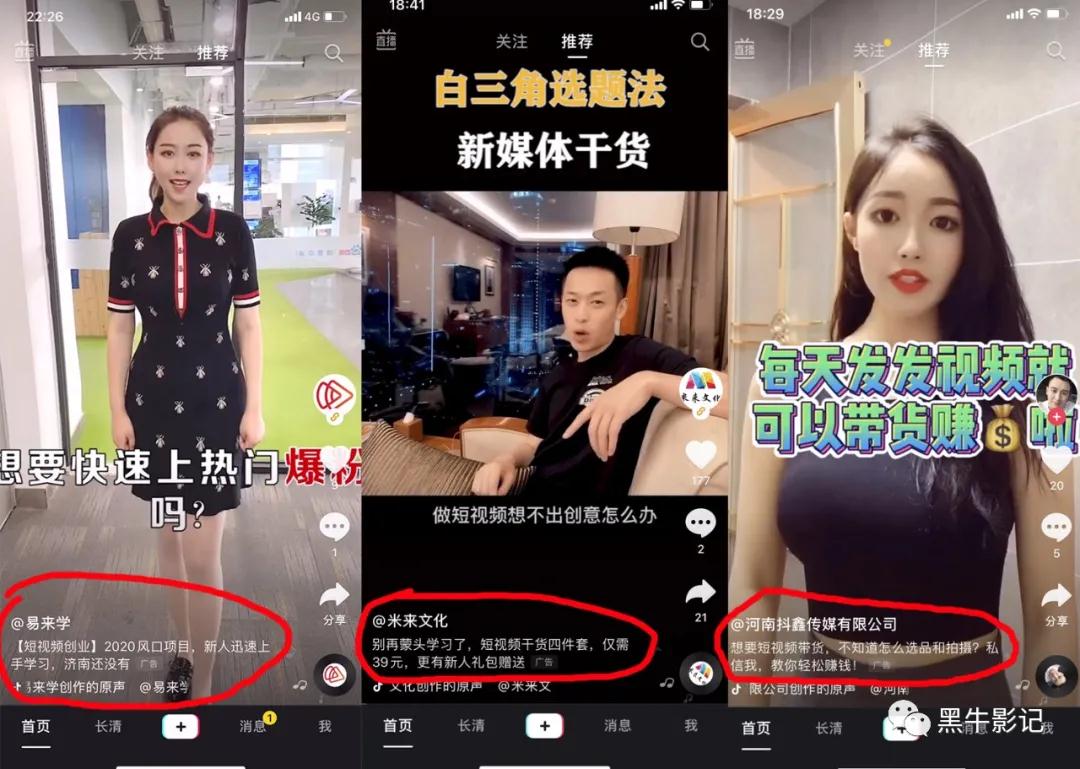 22:26
4G
直播
关注
推荐
想要快速上热门爆粉
吗?
1
分享
@易来学
【短视频创业】2020风口项目，新人迅速上
手学习，济南还没有 广告
易来学创作的原声 @易来学
首页
长清
消息
1
我
18:41
直播
关注
推荐
白三角选题法
新媒体干货
米来文化
177
做短视频想不出创意怎么办
2
21
@米来文化
别再蒙头学习了，短视频干货四件套，仅需
39元，更有新人礼包赠送 广告
文化创作的原声 @米来文
首页
长清
消息
我
18:29
直播
关注
推荐
每天发发视频就
可以带货赚💰啦
20
5
分享
@河南抖鑫传媒有限公司
想要短视频带货，不知道怎么选品和拍摄？私
信我，教你轻松赚钱！ 广告
限公司创作的原声 @河南
首页
长清
消息
我
黑牛影记